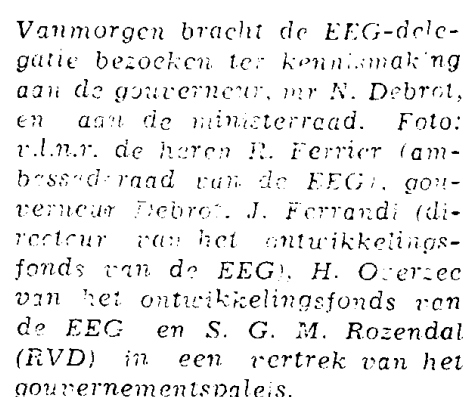 Vanmorgen bracht de EEG-dele-
gatie bezoeken ter kennismaking
aan de gouverneur, mr N. Debrot,
en aan de ministerraad. Foto:
v.l.n.r. de heren R. Ferrier (am-
bassaderaad van de EEG), gou-
verneur Debrot, J. Ferrandi (di-
recteur van het ontwikkelings-
fonds van de EEG), H. Overzee
van het ontwikkelingsfonds van
de EEG en S. G. M. Rozendal
(RVD) in een vertrek van het
gouvernementspaleis.